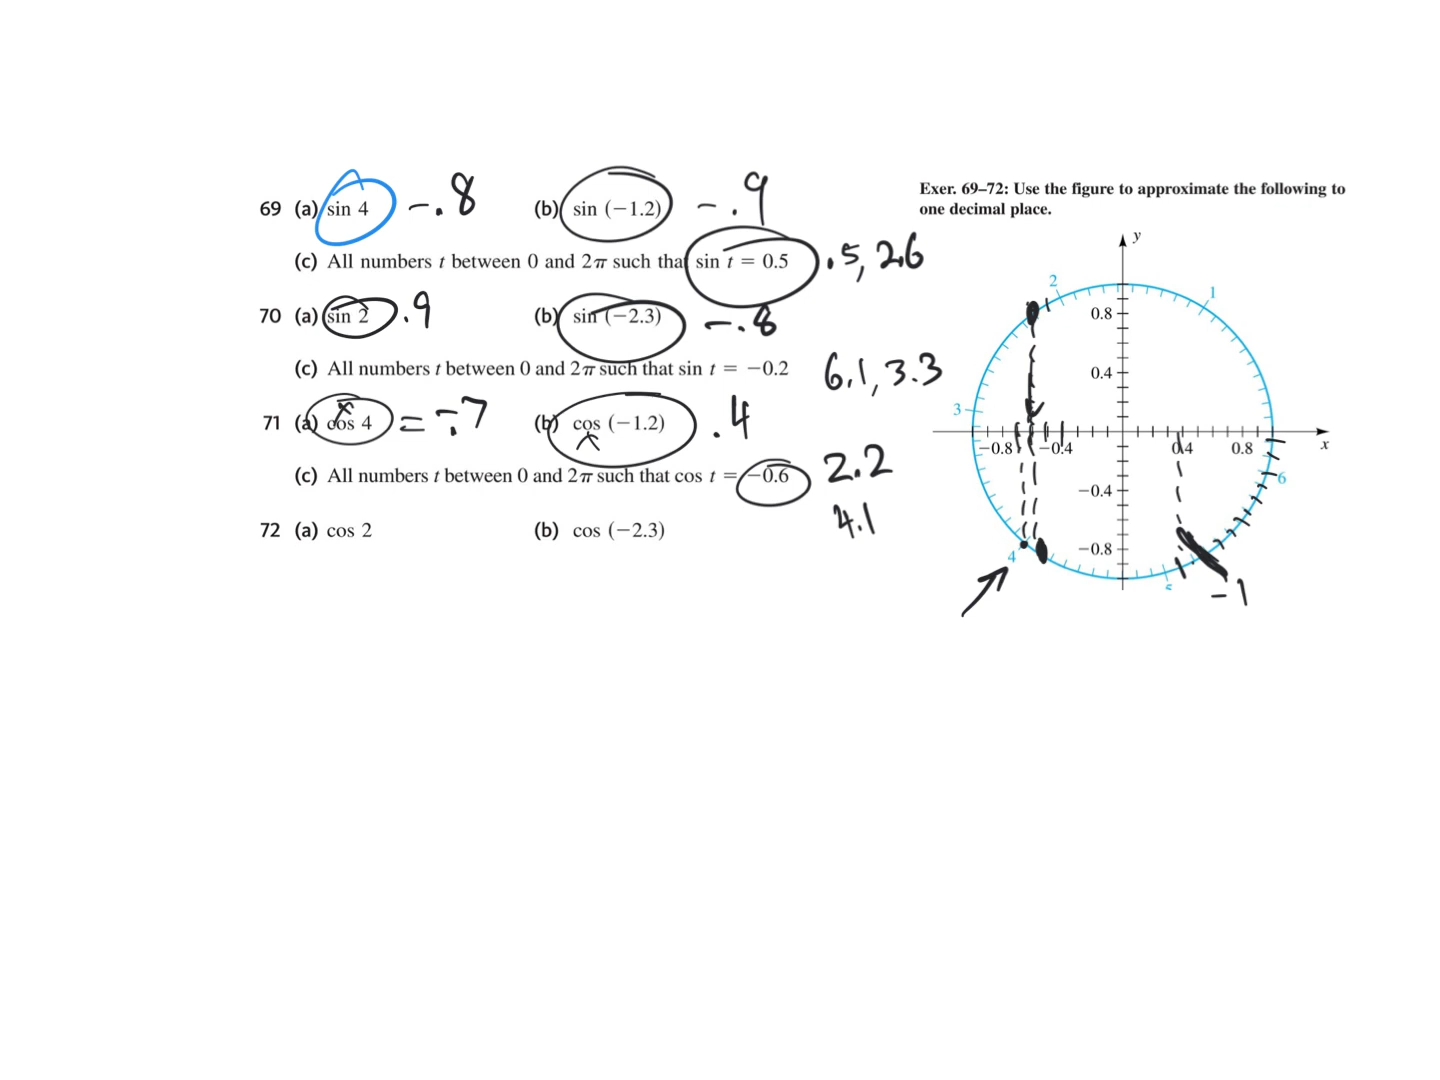 69 (a) sin 4 -.8 (b) sin (−1.2) -.9
(c) All numbers t between 0 and 2π such that sin t = 0.5 .5, 2.6
70 (a) sin 2 .9 (b) sin (−2.3) -.8
(c) All numbers t between 0 and 2π such that sin t = −0.2 6.1, 3.3
71 (a) cos 4 = -.7 (b) cos (−1.2) .4
(c) All numbers t between 0 and 2π such that cos t = −0.6 2.2
4.1
72 (a) cos 2 (b) cos (−2.3)
Exer. 69–72: Use the figure to approximate the following to
one decimal place.
y
2
1
0.8
0.4
3
−0.8 −0.4 0.4 0.8 x
6
−0.4
−0.8
4
5
-1